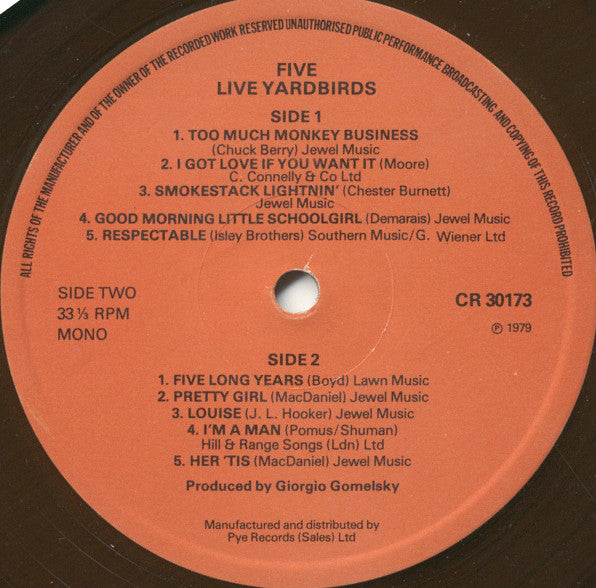 ALL RIGHTS OF THE MANUFACTURER AND OF THE OWNER OF THE RECORDED WORK RESERVED UNAUTHORISED PUBLIC PERFORMANCE BROADCASTING AND COPYING OF THIS RECORD PROHIBITED
FIVE
LIVE YARDBIRDS
SIDE 1
1. TOO MUCH MONKEY BUSINESS
(Chuck Berry) Jewel Music
2. I GOT LOVE IF YOU WANT IT (Moore)
C. Connelly & Co Ltd
3. SMOKESTACK LIGHTNIN' (Chester Burnett)
Jewel Music
4. GOOD MORNING LITTLE SCHOOLGIRL (Demarais) Jewel Music
5. RESPECTABLE (Isley Brothers) Southern Music/G. Wiener Ltd
SIDE TWO
33⅓ RPM
MONO
CR 30173
℗ 1979
SIDE 2
1. FIVE LONG YEARS (Boyd) Lawn Music
2. PRETTY GIRL (MacDaniel) Jewel Music
3. LOUISE (J. L. Hooker) Jewel Music
4. I'M A MAN (Pomus/Shuman)
Hill & Range Songs (Ldn) Ltd
5. HER 'TIS (MacDaniel) Jewel Music
Produced by Giorgio Gomelsky
Manufactured and distributed by
Pye Records (Sales) Ltd